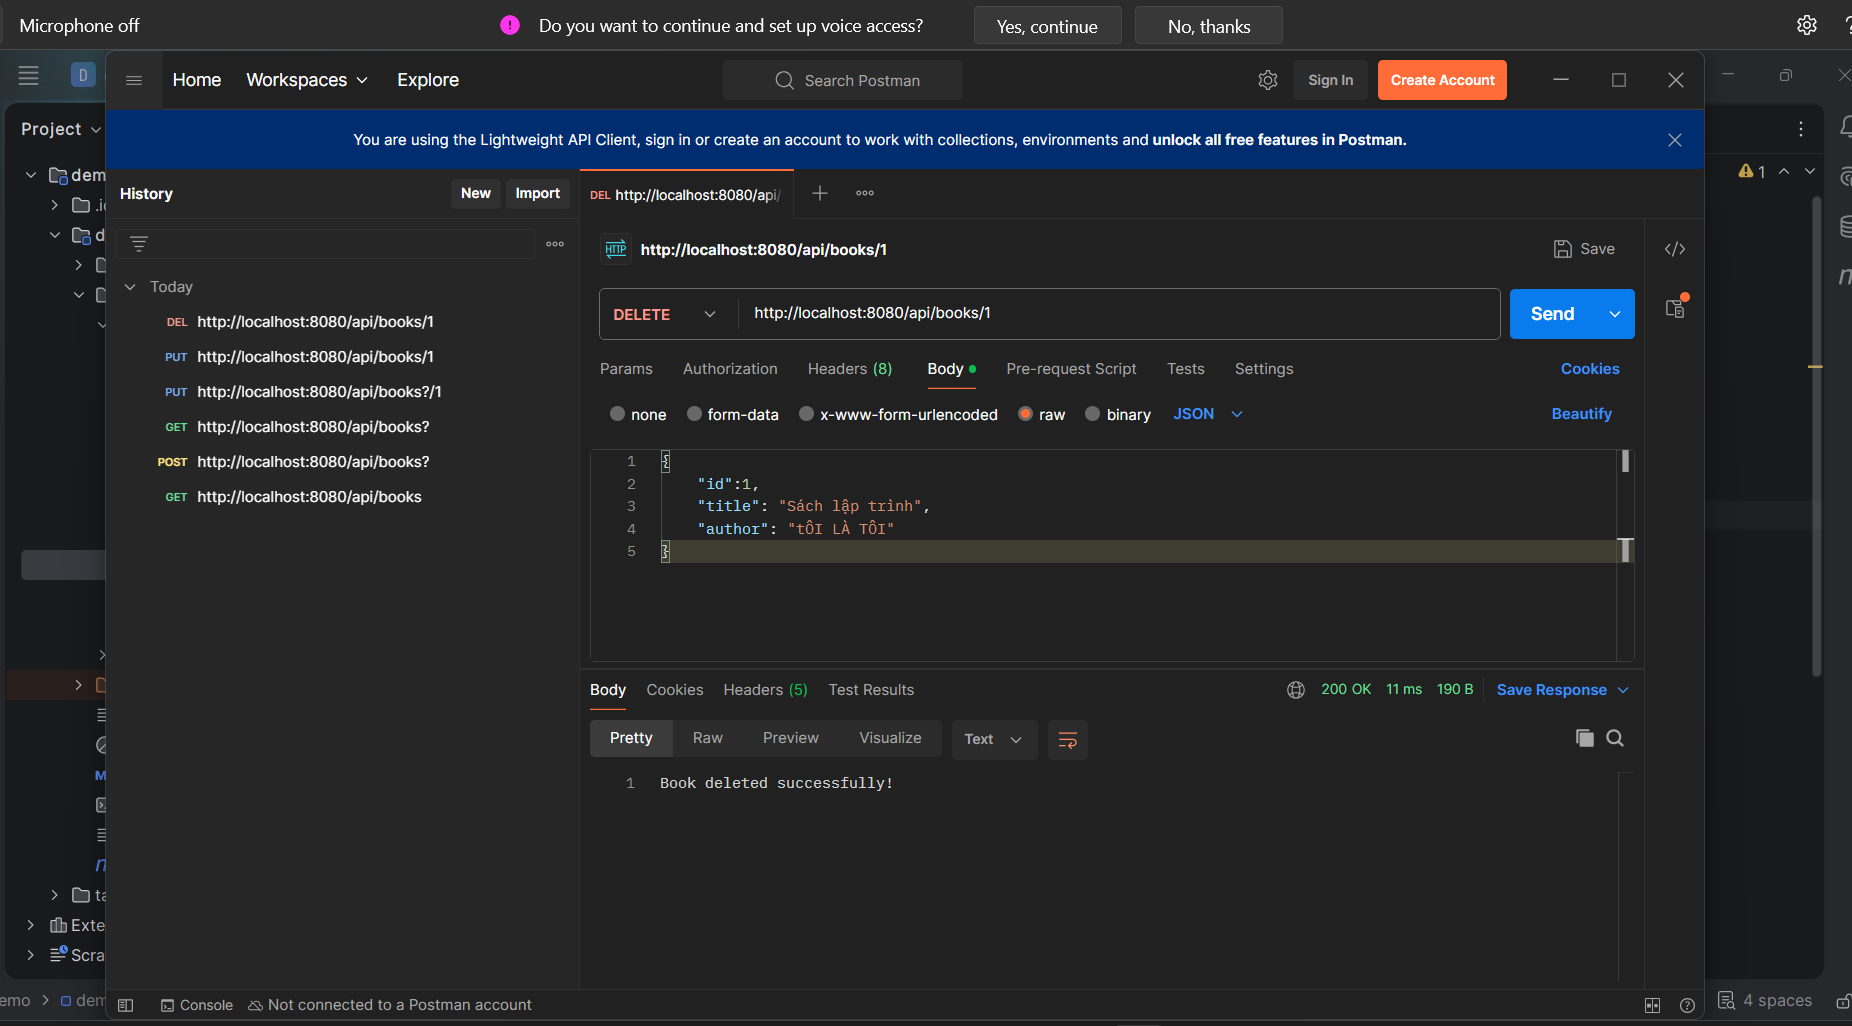 Microphone off
Do you want to continue and set up voice access?
Yes, continue
No, thanks
D
Home Workspaces Explore
Search Postman
Sign In
Create Account
Project
You are using the Lightweight API Client, sign in or create an account to work with collections, environments and unlock all free features in Postman.
dem
History
New
Import
DEL http://localhost:8080/api/
1
d
HTTP http://localhost:8080/api/books/1
Save
</>
Today
DEL http://localhost:8080/api/books/1
PUT http://localhost:8080/api/books/1
PUT http://localhost:8080/api/books?/1
GET http://localhost:8080/api/books?
POST http://localhost:8080/api/books?
GET http://localhost:8080/api/books
DELETE
http://localhost:8080/api/books/1
Send
Params Authorization Headers (8) Body Pre-request Script Tests Settings
Cookies
none form-data x-www-form-urlencoded raw binary JSON
Beautify
1 {
2 "id":1,
3 "title": "Sách lập trình",
4 "author": "tÔI LÀ TÔI"
5 }
Body Cookies Headers (5) Test Results
200 OK 11 ms 190 B Save Response
Pretty Raw Preview Visualize Text
1 Book deleted successfully!
M
ta
Exte
Scra
emo > dem
Console Not connected to a Postman account
4 spaces